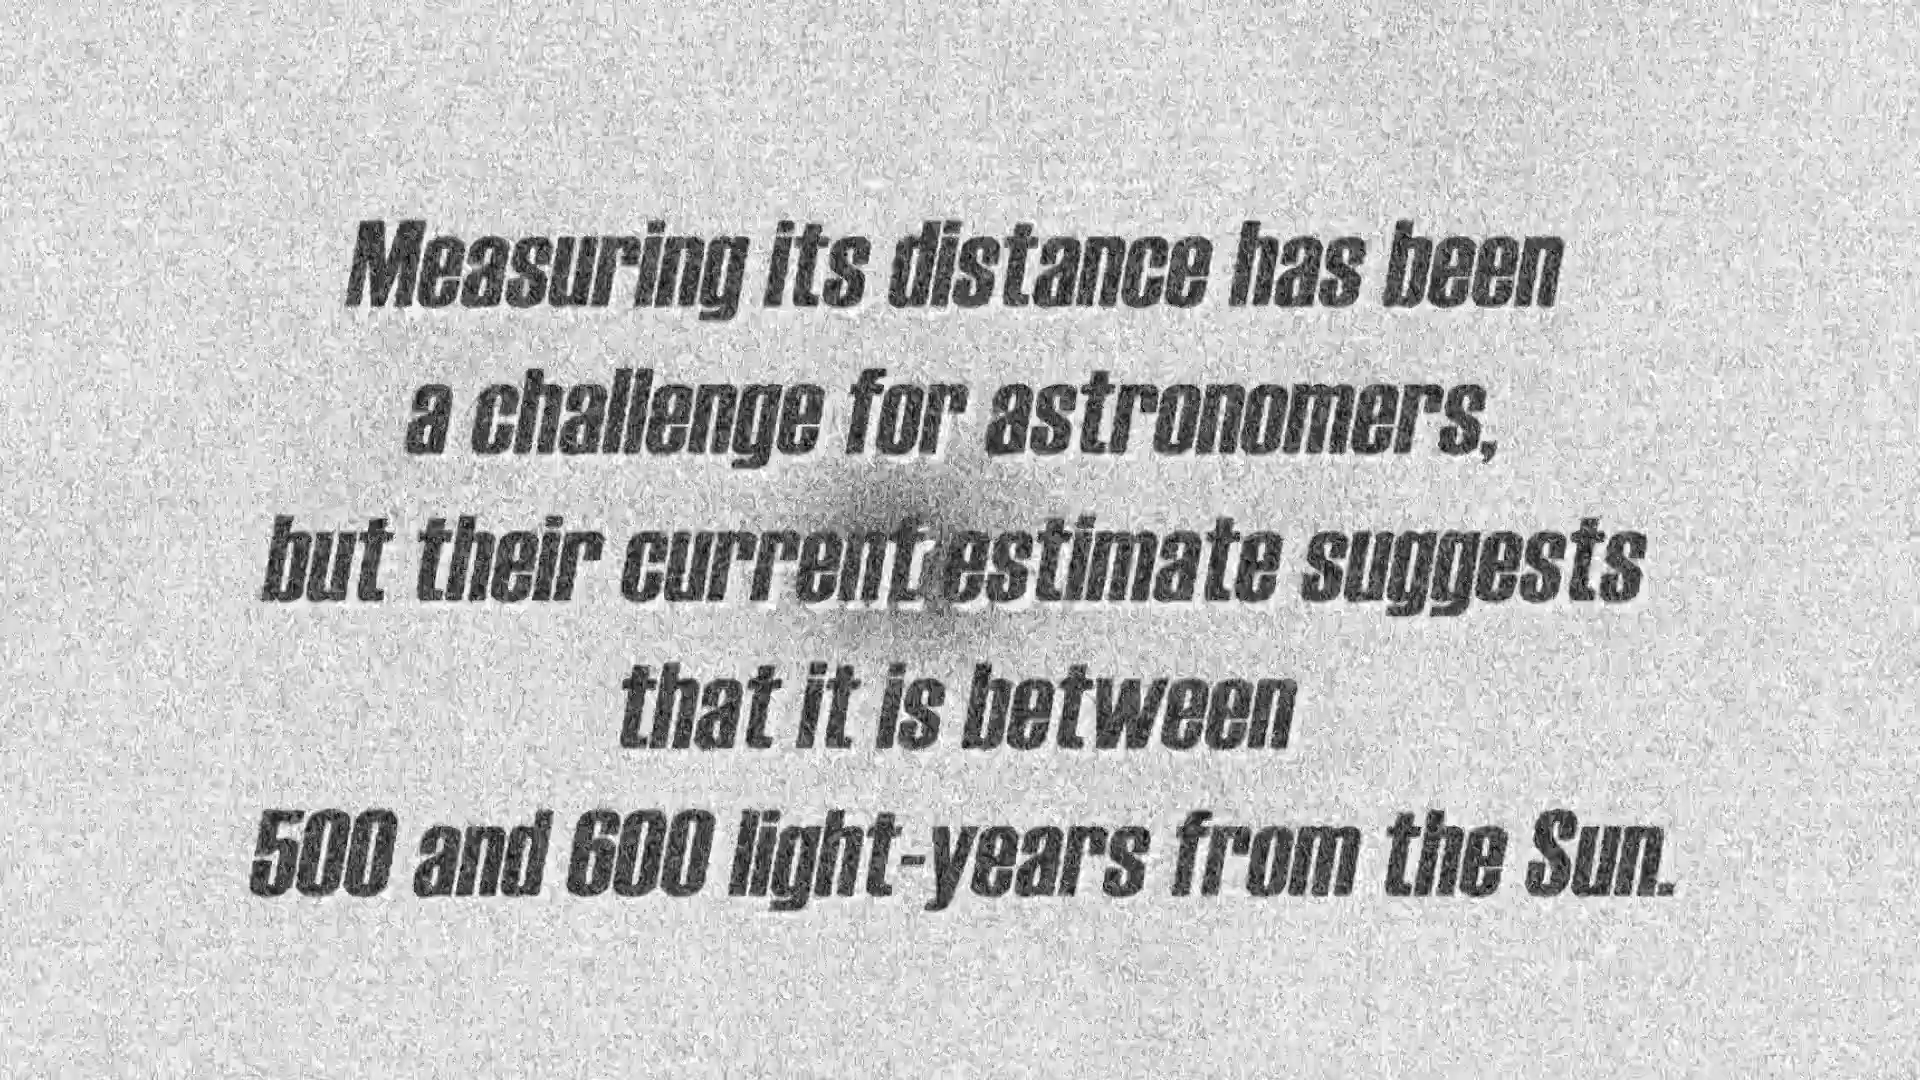 Measuring its distance has been
a challenge for astronomers,
but their current estimate suggests
that it is between
500 and 600 light-years from the Sun.